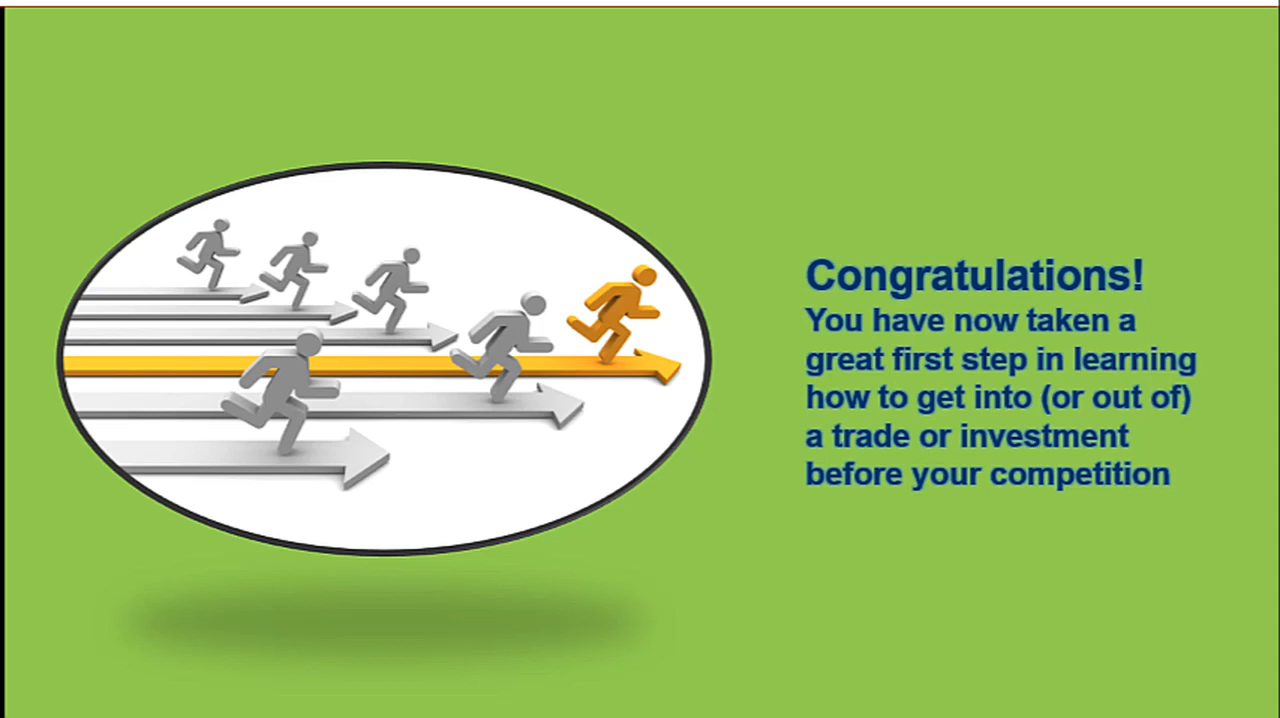 Congratulations!
You have now taken a
great first step in learning
how to get into (or out of)
a trade or investment
before your competition